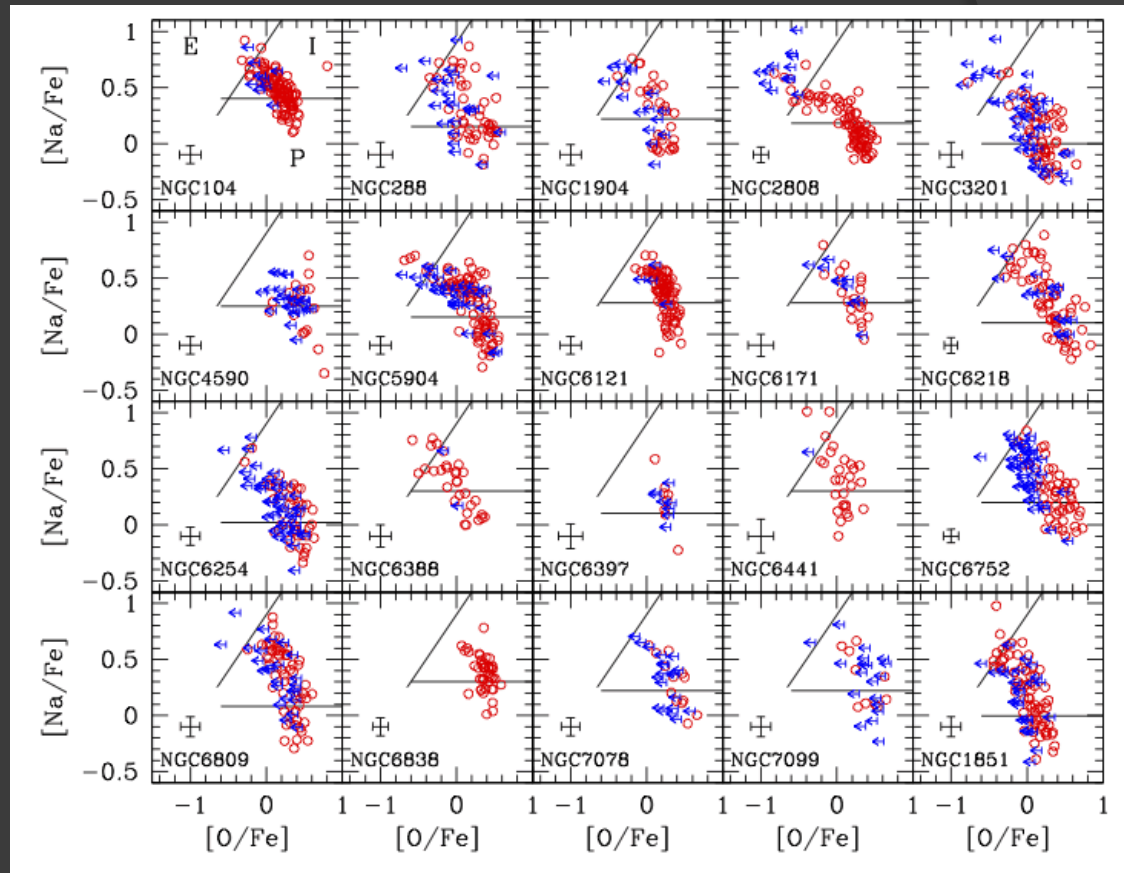 1
E
I
[Na/Fe]
0.5
0
P
−0.5
NGC104
NGC288
NGC1904
NGC2808
NGC3201
1
[Na/Fe]
0.5
0
−0.5
NGC4590
NGC5904
NGC6121
NGC6171
NGC6218
1
[Na/Fe]
0.5
0
−0.5
NGC6254
NGC6388
NGC6397
NGC6441
NGC6752
1
[Na/Fe]
0.5
0
−0.5
NGC6809
NGC6838
NGC7078
NGC7099
NGC1851
−1 0 1 −1 0 1 −1 0 1 −1 0 1 −1 0 1
[O/Fe] [O/Fe] [O/Fe] [O/Fe] [O/Fe]